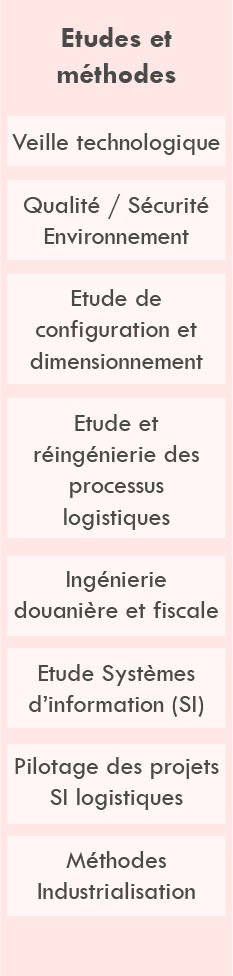 Etudes et
méthodes
Veille technologique
Qualité / Sécurité
Environnement
Etude de
configuration et
dimensionnement
Etude et
réingénierie des
processus
logistiques
Ingénierie
douanière et fiscale
Etude Systèmes
d'information (SI)
Pilotage des projets
SI logistiques
Méthodes
Industrialisation